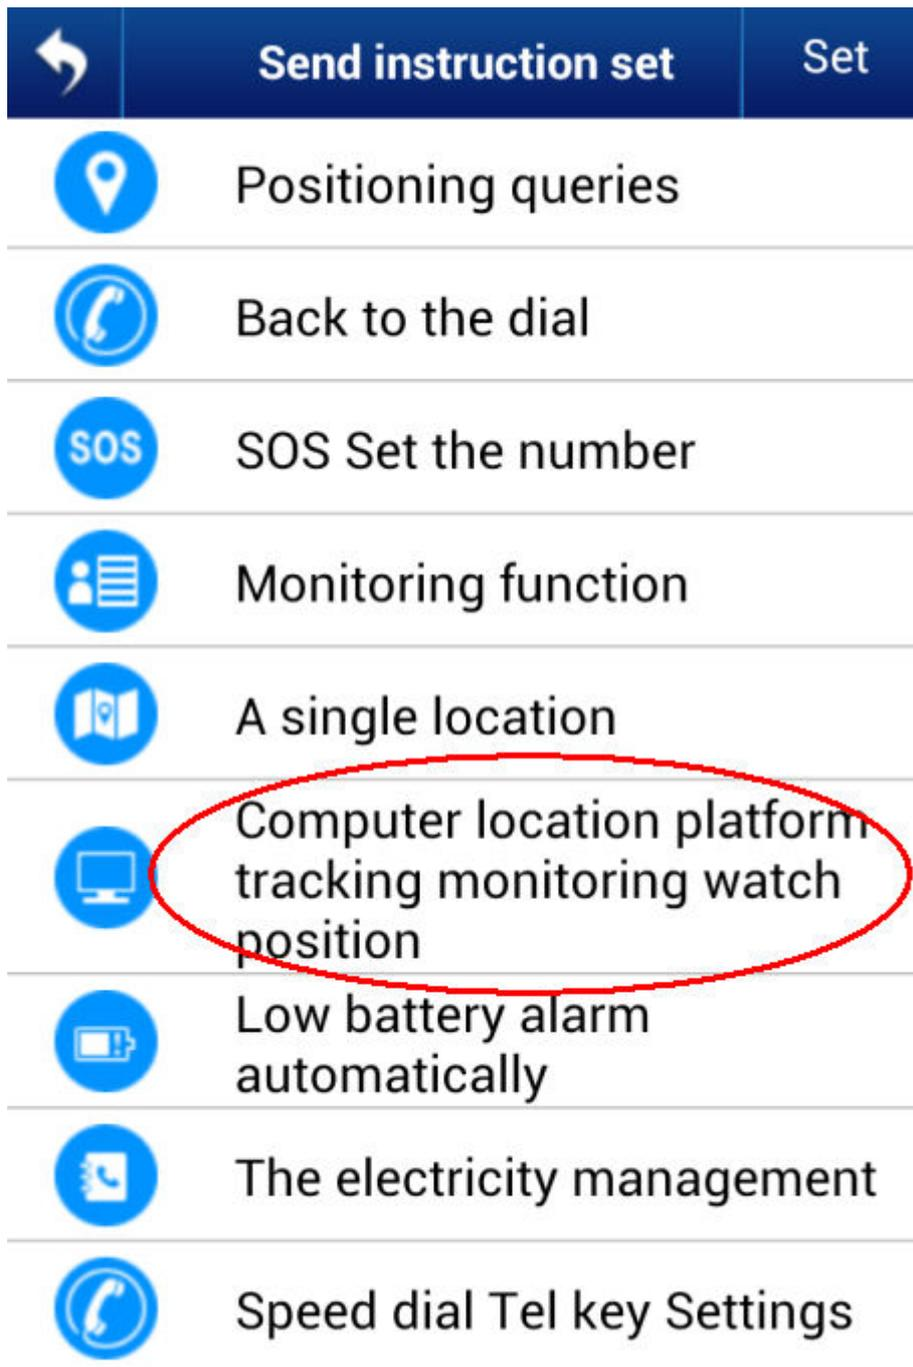 Send instruction set
Set
Positioning queries
Back to the dial
SOS
SOS Set the number
Monitoring function
A single location
Computer location platform
tracking monitoring watch
position
Low battery alarm
automatically
The electricity management
Speed dial Tel key Settings